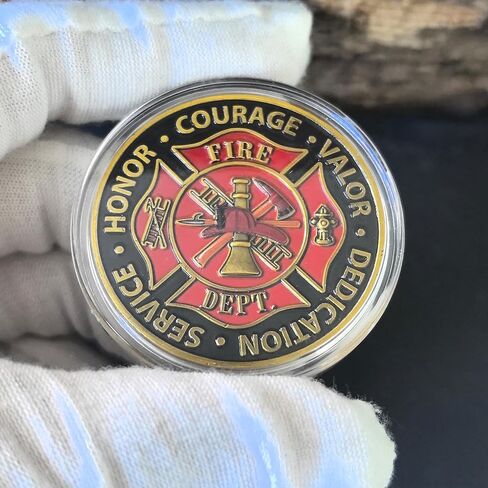 HONOR · COURAGE · VALOR · DEDICATION · SERVICE ·
FIRE
DEPT.